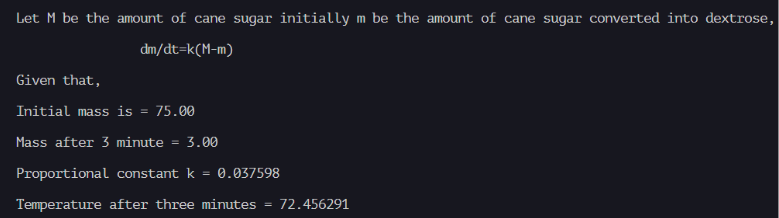 Let M be the amount of cane sugar initially m be the amount of cane sugar converted into dextrose,
dm/dt=k(M-m)
Given that,
Initial mass is = 75.00
Mass after 3 minute = 3.00
Proportional constant k = 0.037598
Temperature after three minutes = 72.456291